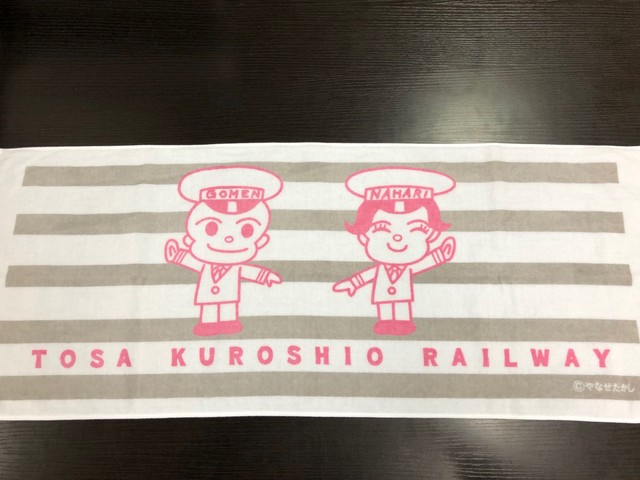 GOMEN
NAHARI
TOSA KUROSHIO RAILWAY
©やなせたかし